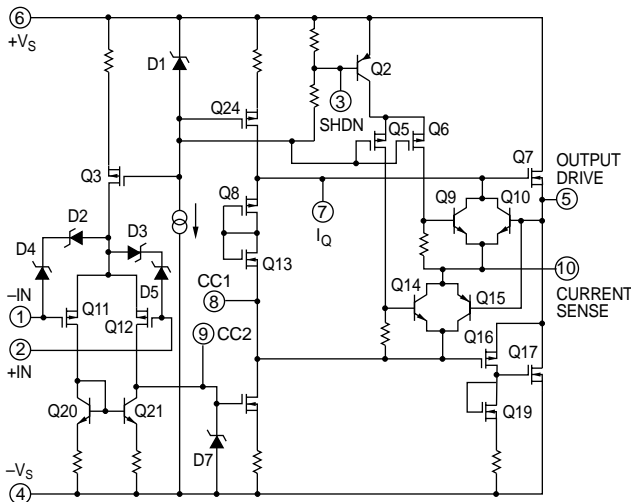 6
+VS
D1
Q24
3
SHDN
Q2
Q5
Q6
Q3
Q7
OUTPUT
DRIVE
5
Q8
7
IQ
Q9
Q10
D2
D3
D4
D5
Q13
10
CURRENT
SENSE
–IN
1
Q11
Q12
CC1
8
Q14
Q15
2
+IN
9
CC2
Q16
Q17
Q19
Q20
Q21
D7
–VS
4